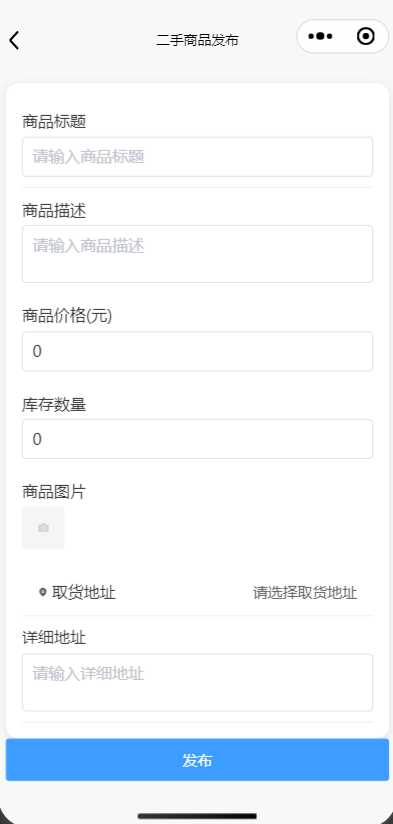 二手商品发布
商品标题
请输入商品标题
商品描述
请输入商品描述
商品价格(元)
0
库存数量
0
商品图片
取货地址 请选择取货地址
详细地址
请输入详细地址
发布